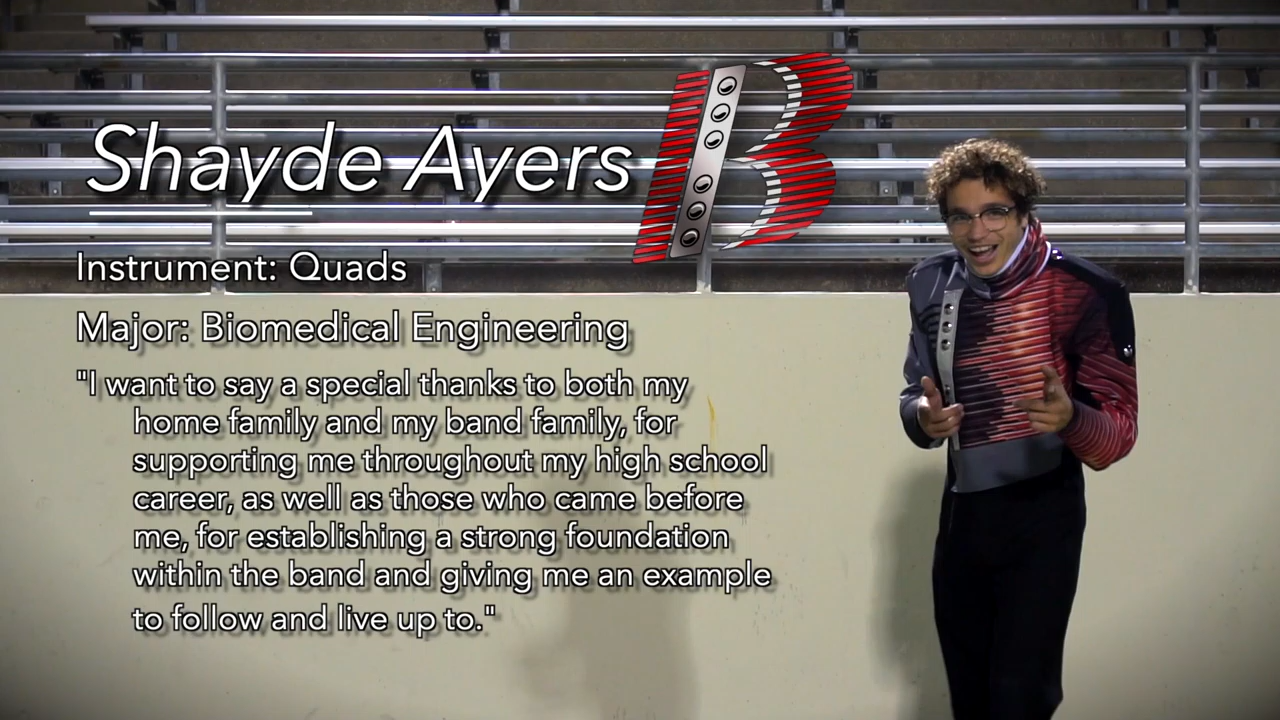 Shayde Ayers
B
Instrument: Quads
Major: Biomedical Engineering
"I want to say a special thanks to both my
home family and my band family, for
supporting me throughout my high school
career, as well as those who came before
me, for establishing a strong foundation
within the band and giving me an example
to follow and live up to."